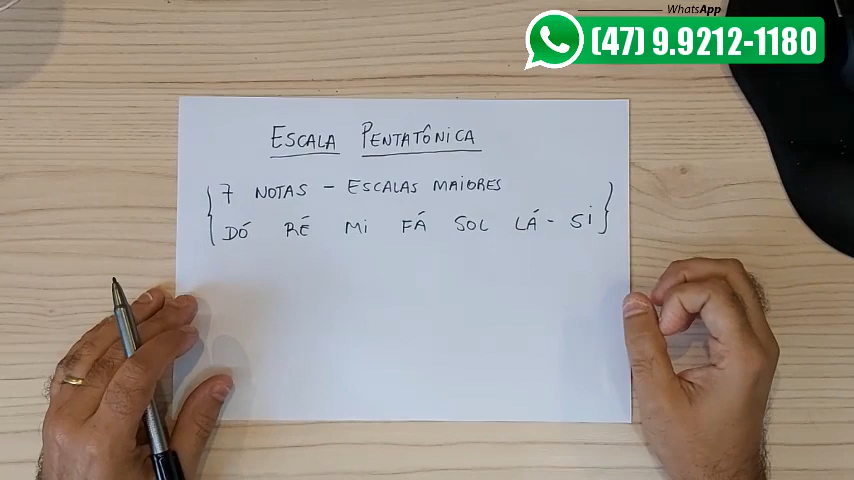 WhatsApp
(47) 9.9212-1180
ESCALA PENTATÔNICA
7 NOTAS - ESCALAS MAIORES
DÓ RÉ Mi FÁ SOL LÁ - Si